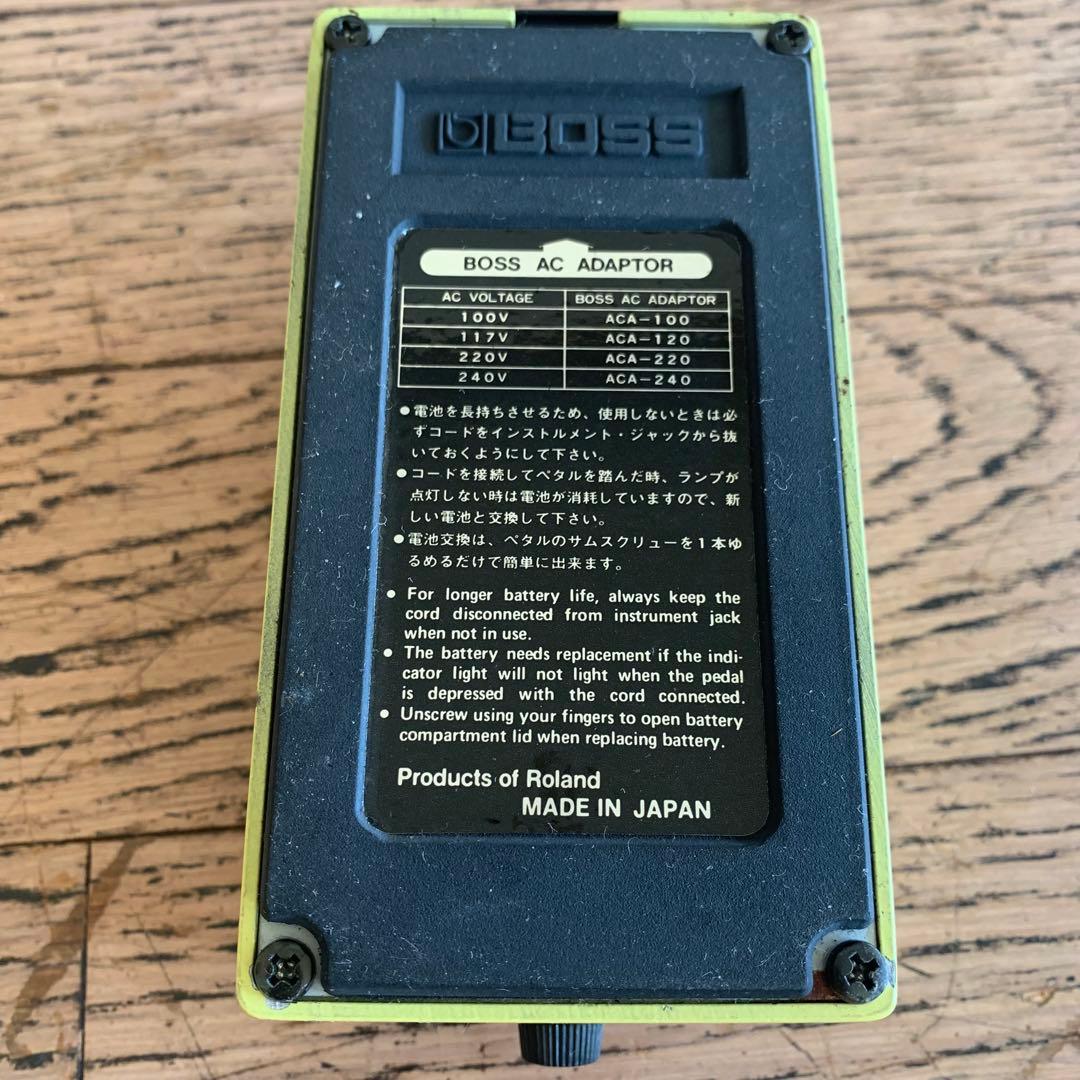 BOSS
BOSS AC ADAPTOR
AC VOLTAGE BOSS AC ADAPTOR
100V ACA-100
117V ACA-120
220V ACA-220
240V ACA-240
●電池を長持ちさせるため、使用しないときは必
ずコードをインストルメント・ジャックから抜
いておくようにして下さい。
●コードを接続してペタルを踏んだ時、ランプが
点灯しない時は電池が消耗していますので、新
しい電池と交換して下さい。
●電池交換は、ペタルのサムスクリューを1本ゆ
るめるだけで簡単に出来ます。
● For longer battery life, always keep the
cord disconnected from instrument jack
when not in use.
● The battery needs replacement if the indi-
cator light will not light when the pedal
is depressed with the cord connected.
● Unscrew using your fingers to open battery
compartment lid when replacing battery.
Products of Roland
MADE IN JAPAN